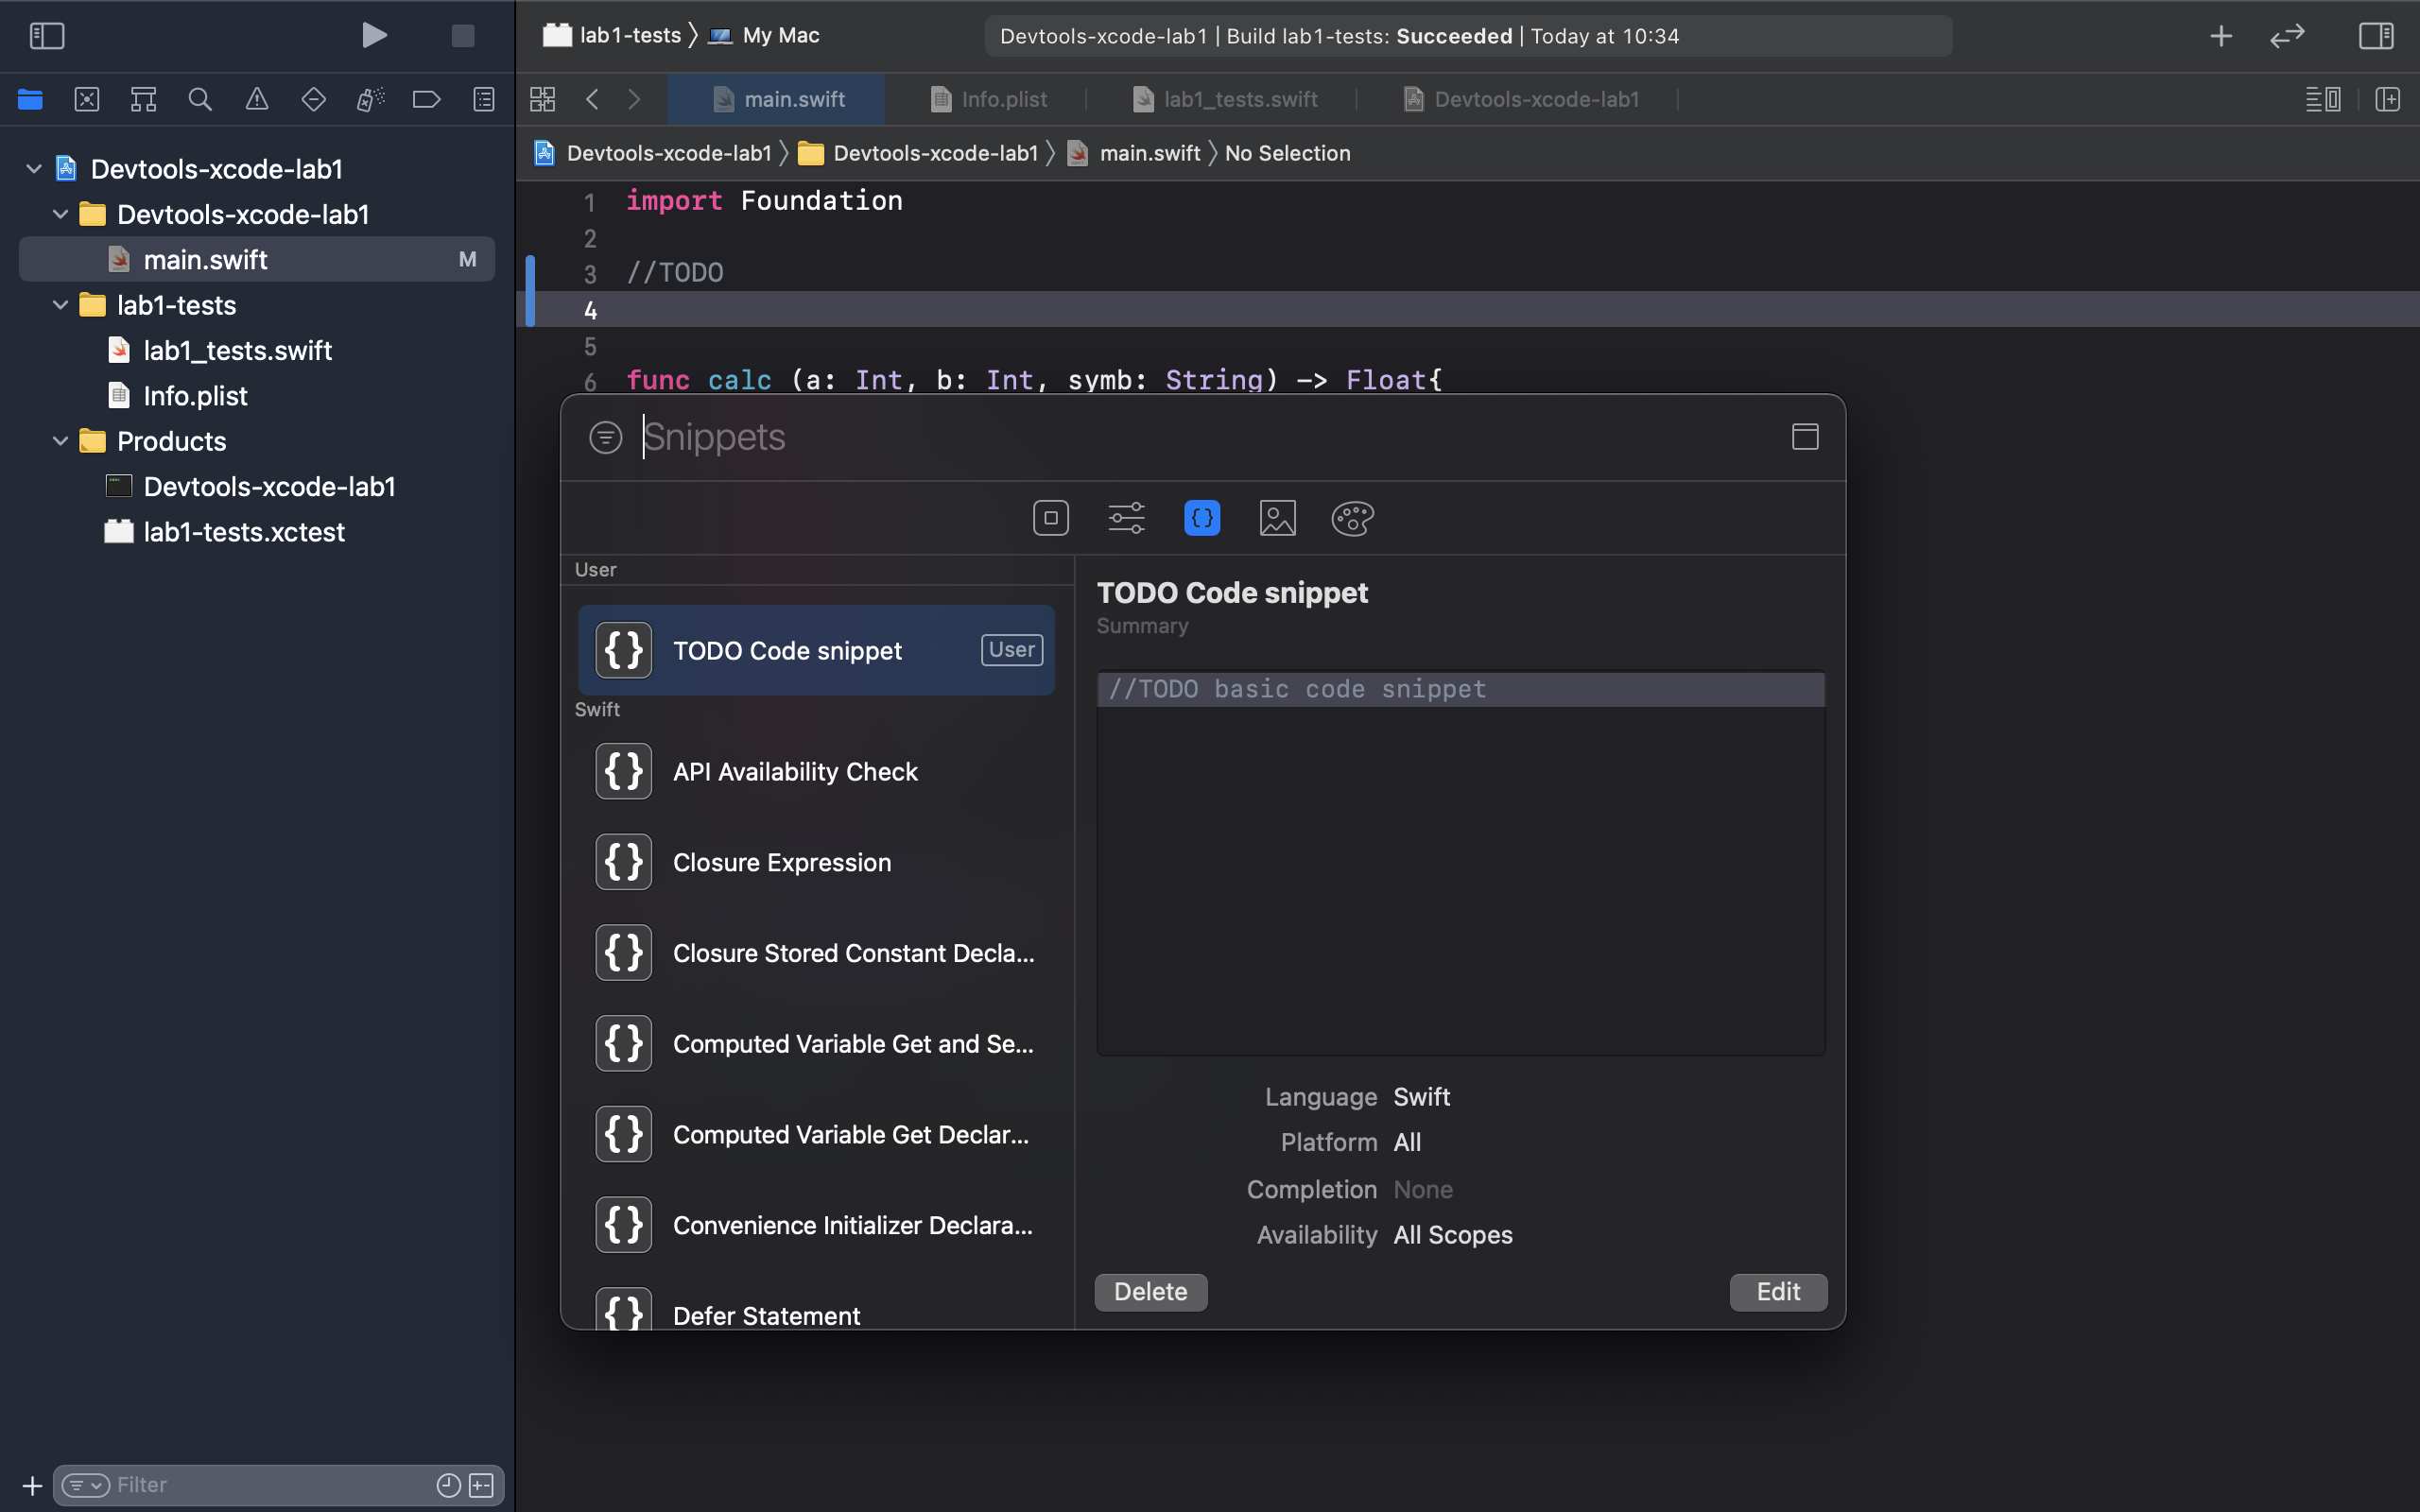 lab1-tests 〉 My Mac
Devtools-xcode-lab1 | Build lab1-tests: Succeeded | Today at 10:34
main.swift
Info.plist
lab1_tests.swift
Devtools-xcode-lab1
Devtools-xcode-lab1 〉 Devtools-xcode-lab1 〉 main.swift 〉 No Selection
Devtools-xcode-lab1
Devtools-xcode-lab1
main.swift M
lab1-tests
lab1_tests.swift
Info.plist
Products
Devtools-xcode-lab1
lab1-tests.xctest
Filter
1 import Foundation
2
3 //TODO
4
5
6 func calc (a: Int, b: Int, symb: String) -> Float{
Snippets
User
{} TODO Code snippet User
Swift
{} API Availability Check
{} Closure Expression
{} Closure Stored Constant Decla...
{} Computed Variable Get and Se...
{} Computed Variable Get Declar...
{} Convenience Initializer Declara...
{} Defer Statement
TODO Code snippet
Summary
//TODO basic code snippet
Language Swift
Platform All
Completion None
Availability All Scopes
Delete
Edit